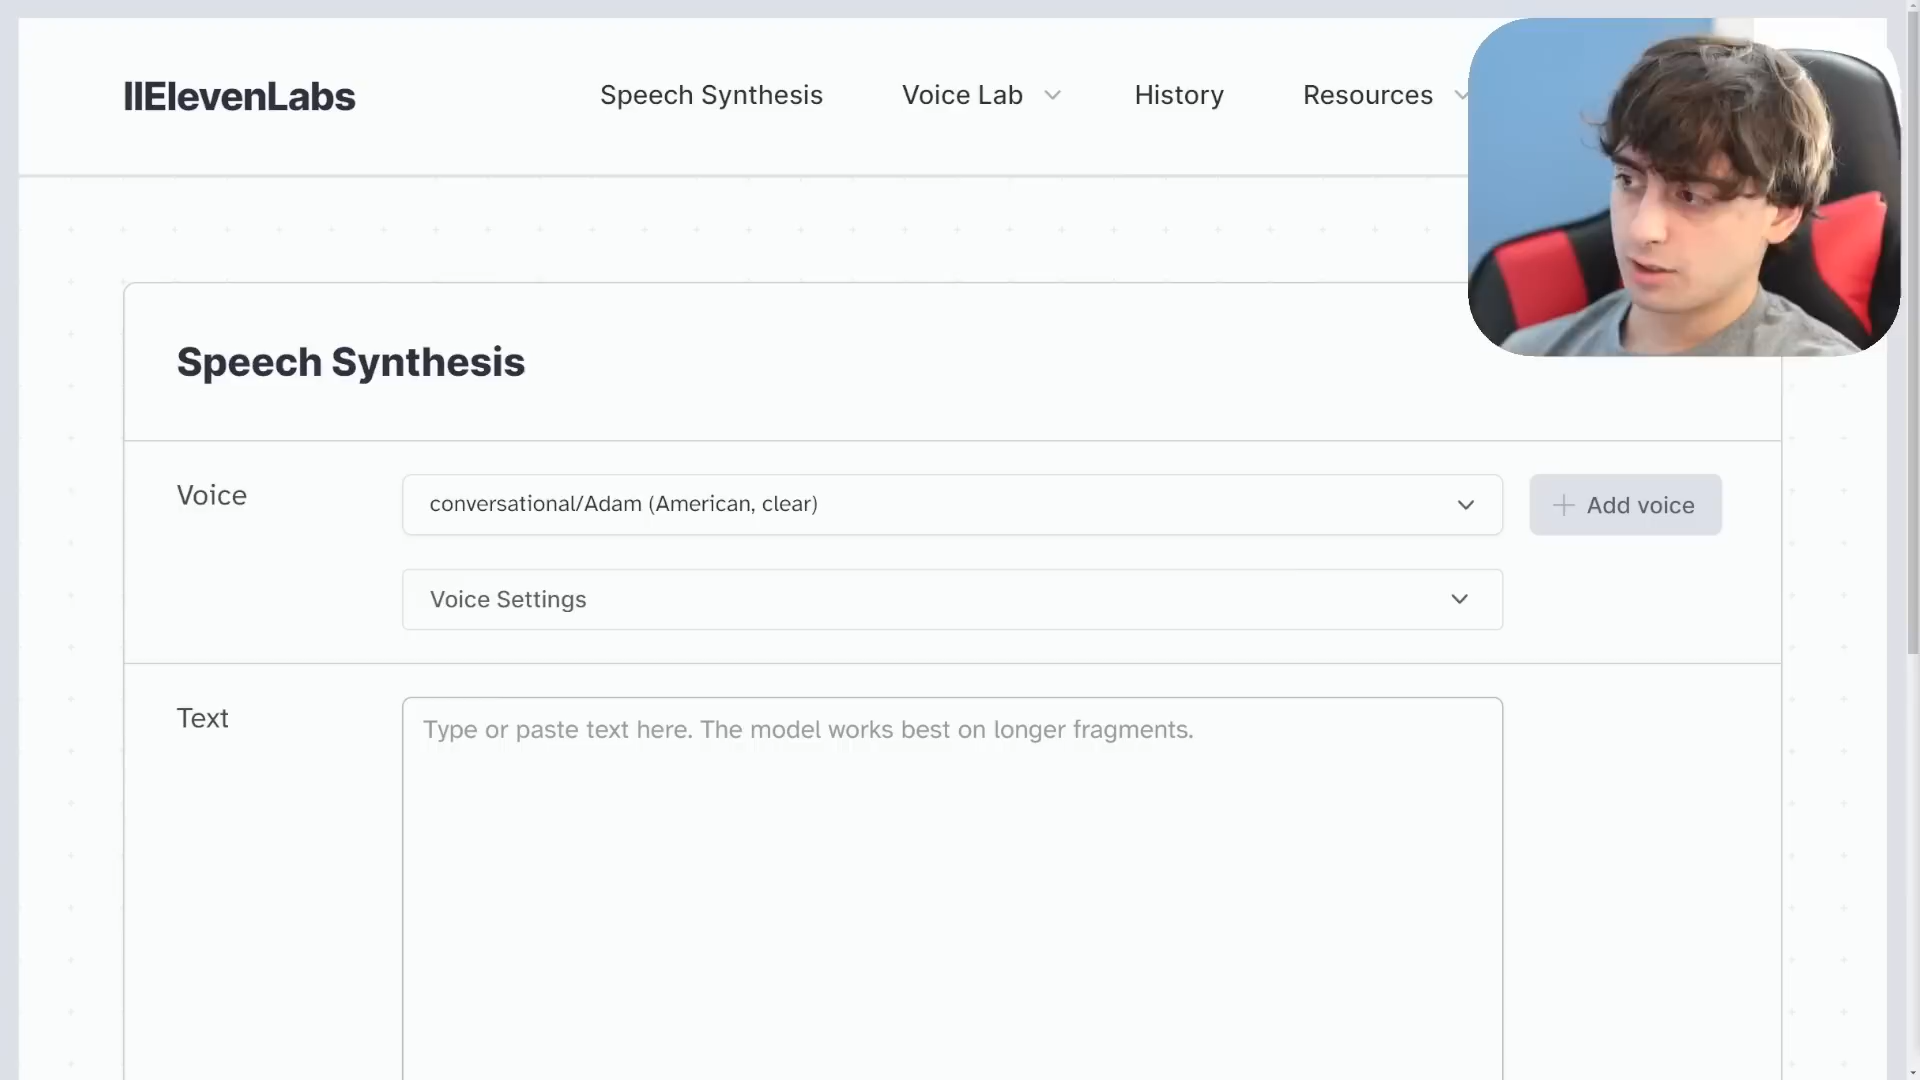 IIElevenLabs
Speech Synthesis
Voice Lab
History
Resources
Speech Synthesis
Voice
conversational/Adam (American, clear)
Add voice
Voice Settings
Text
Type or paste text here. The model works best on longer fragments.